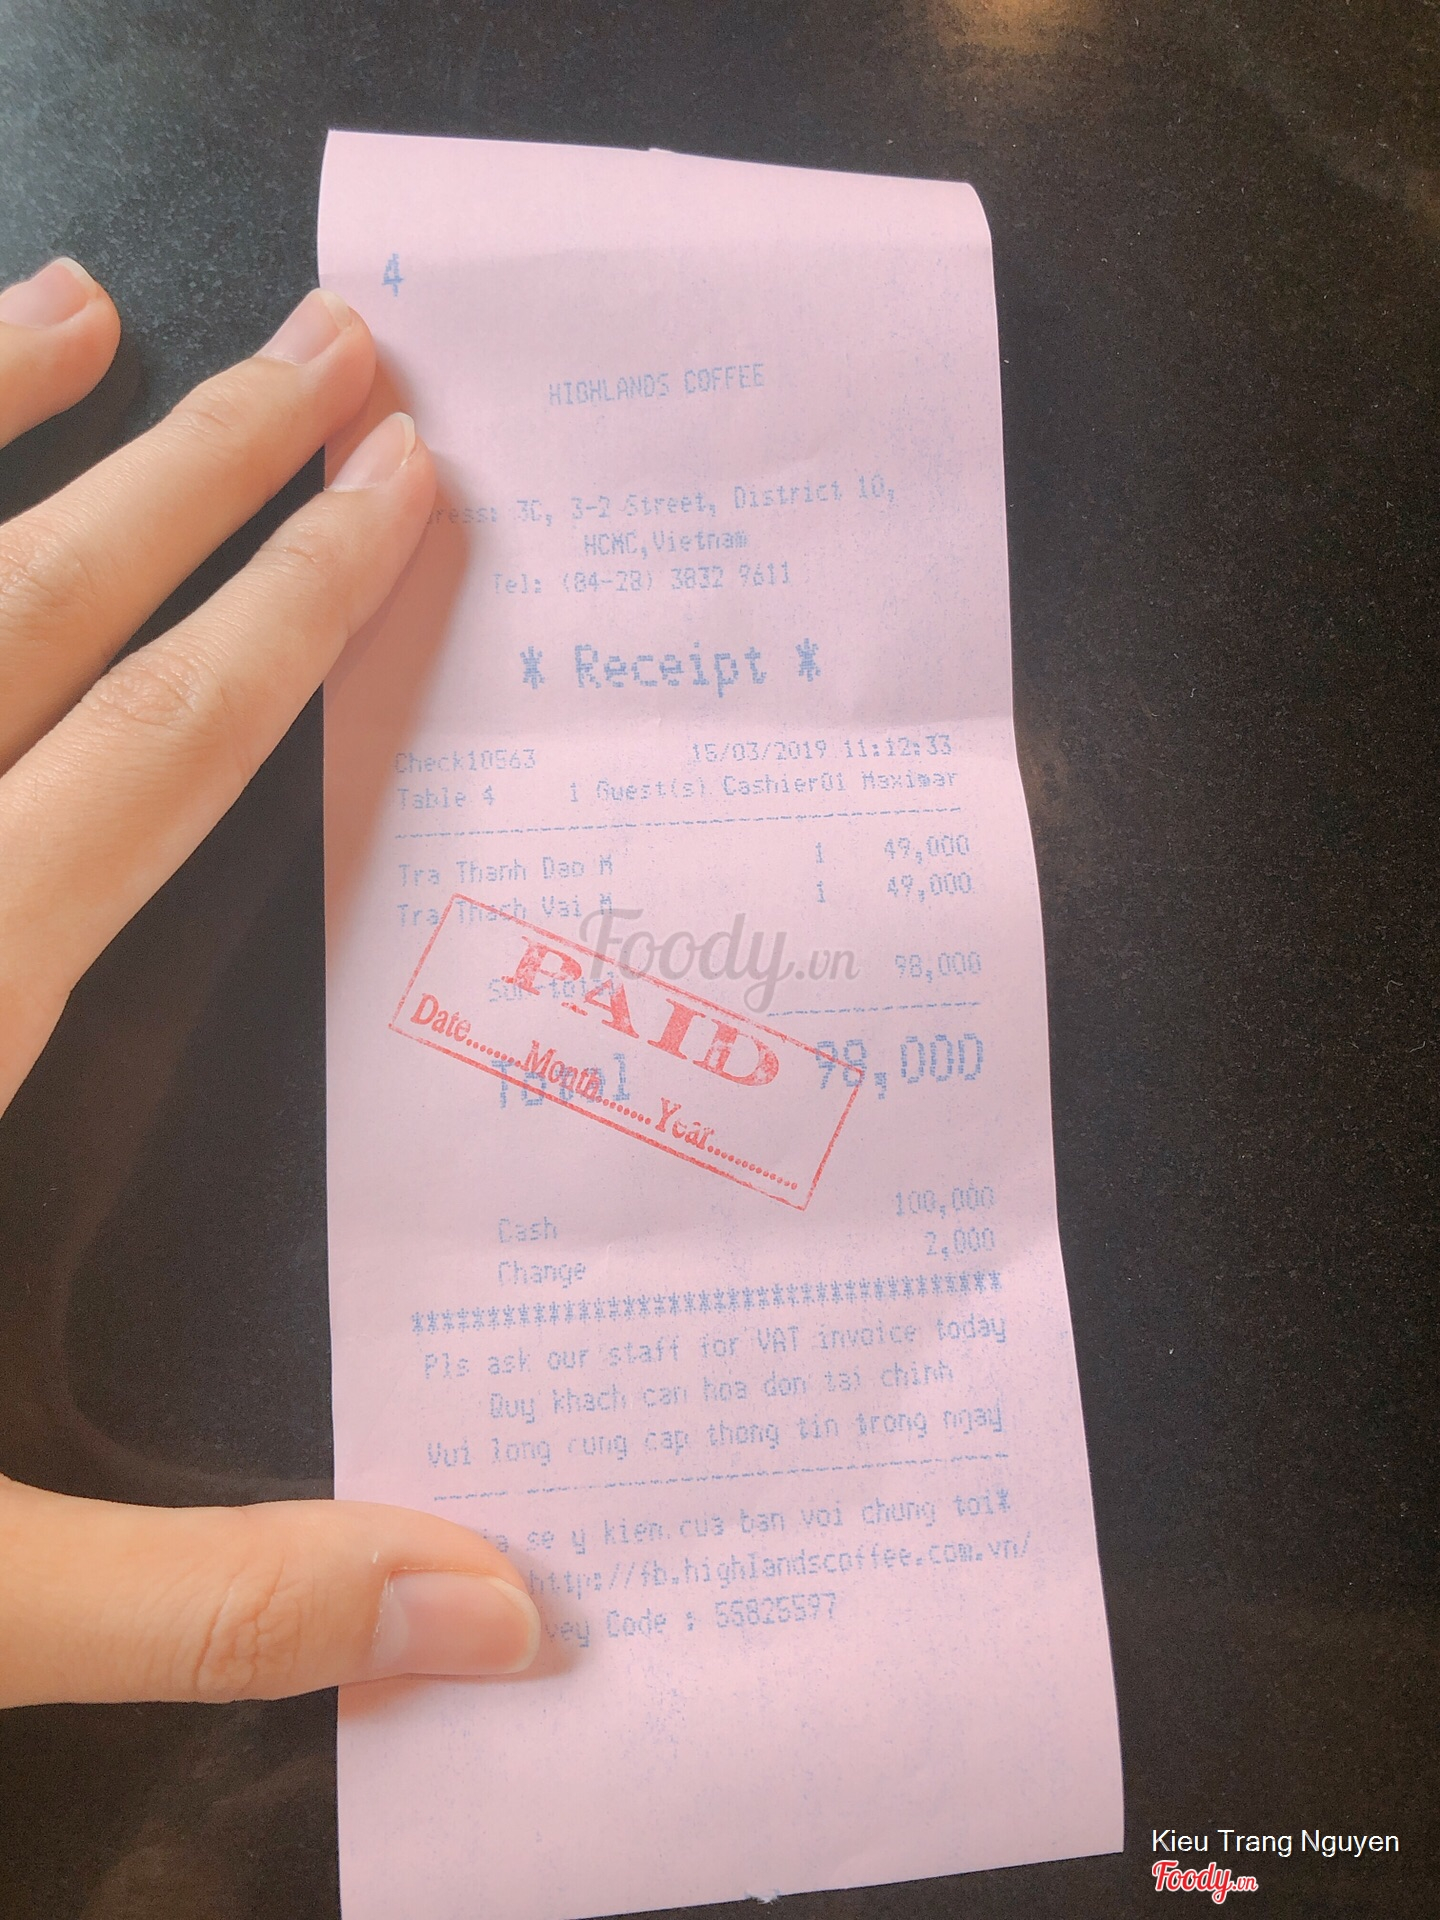 4
HIGHLANDS COFFEE
ress: 3C, 3-2 Street, District 10,
HCMC,Vietnam
Tel: (84-28) 3832 9611
* Receipt *
Check10563 15/03/2019 11:12:33
Table 4 1 Guest(s) Cashier01 Maximar
Tra Thanh Dao M 1 49,000
Tra Thach Vai M 1 49,000
Sub-total 98,000
Total 98,000
PAID
Date........Month........Year............
Foody.vn
Cash 100,000
Change 2,000
****************************************
Pls ask our staff for VAT invoice today
Quy khach can hoa don tai chinh
Vui long cung cap thong tin trong ngay
ia se y kien cua ban voi chung toi*
http://fb.highlandscoffee.com.vn/
vey Code : 55825597
Kieu Trang Nguyen
Foody.vn